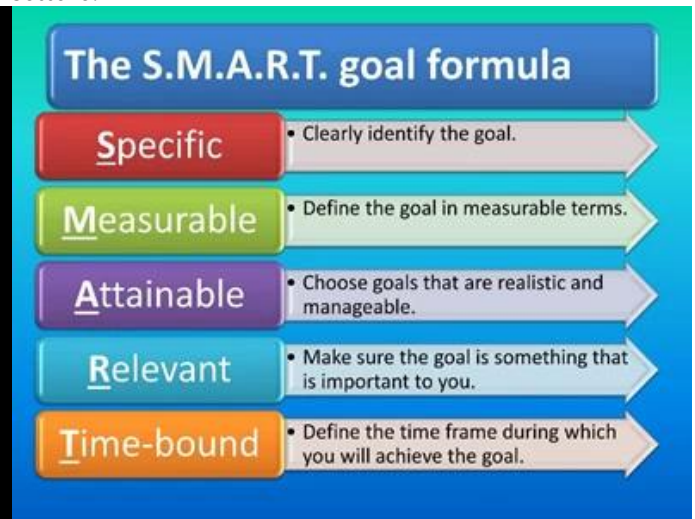 The S.M.A.R.T. goal formula
Specific
• Clearly identify the goal.
Measurable
• Define the goal in measurable terms.
Attainable
• Choose goals that are realistic and
manageable.
Relevant
• Make sure the goal is something that
is important to you.
Time-bound
• Define the time frame during which
you will achieve the goal.